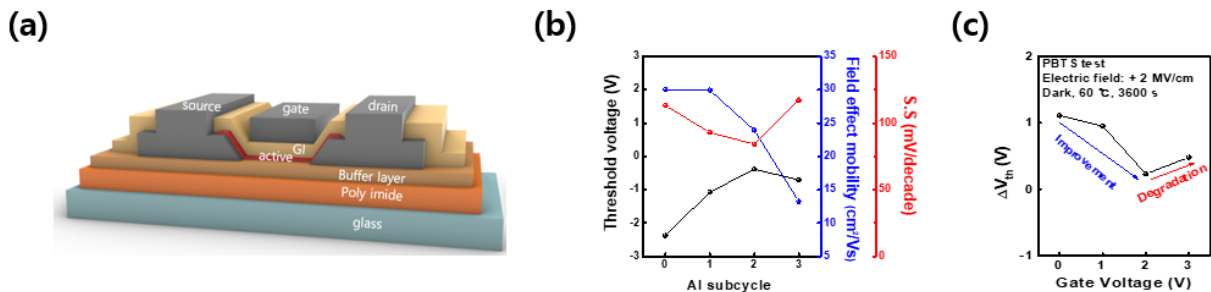 (a)
source
gate
drain
GI
active
Buffer layer
Poly imide
glass
(b)
Threshold voltage (V)
3
2
1
0
-1
-2
-3
0
1
2
3
Al subcycle
35
30
25
20
15
10
5
Field effect mobility (cm²/Vs)
150
100
50
0
S.S (mV/decade)
(c)
PBTS test
Electric field: + 2 MV/cm
Dark, 60 ℃, 3600 s
Improvement
Degradation
ΔVth (V)
2
1
0
-1
0
1
2
3
Gate Voltage (V)